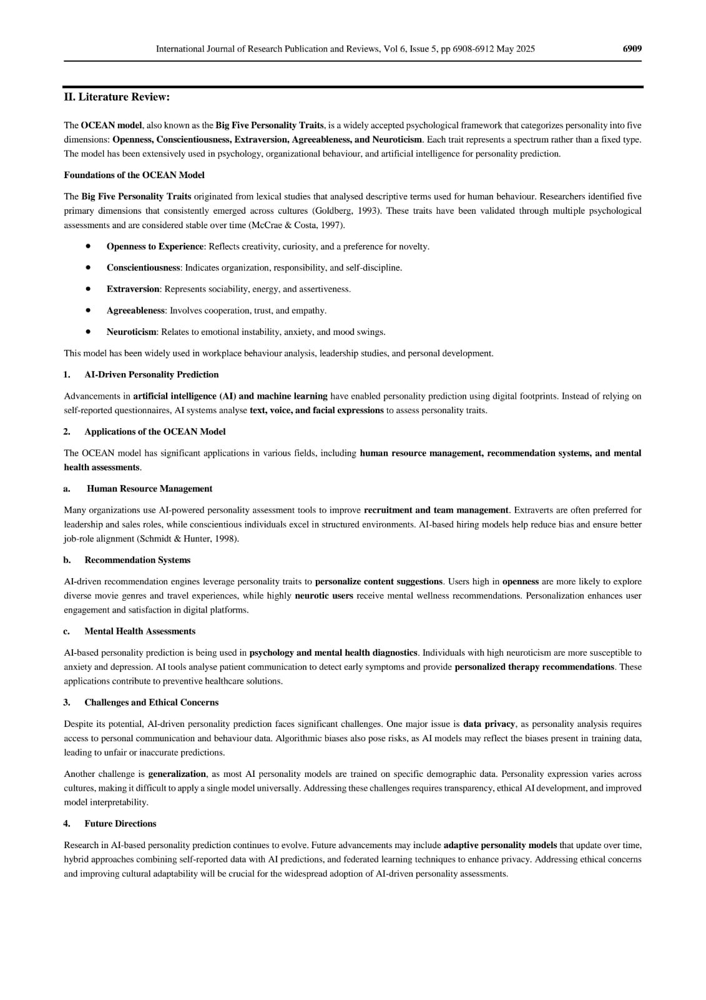 International Journal of Research Publication and Reviews, Vol 6, Issue 5, pp 6908-6912 May 2025 6909
II. Literature Review:
The OCEAN model, also known as the Big Five Personality Traits, is a widely accepted psychological framework that categorizes personality into five
dimensions: Openness, Conscientiousness, Extraversion, Agreeableness, and Neuroticism. Each trait represents a spectrum rather than a fixed type.
The model has been extensively used in psychology, organizational behaviour, and artificial intelligence for personality prediction.
Foundations of the OCEAN Model
The Big Five Personality Traits originated from lexical studies that analysed descriptive terms used for human behaviour. Researchers identified five
primary dimensions that consistently emerged across cultures (Goldberg, 1993). These traits have been validated through multiple psychological
assessments and are considered stable over time (McCrae & Costa, 1997).
● Openness to Experience: Reflects creativity, curiosity, and a preference for novelty.
● Conscientiousness: Indicates organization, responsibility, and self-discipline.
● Extraversion: Represents sociability, energy, and assertiveness.
● Agreeableness: Involves cooperation, trust, and empathy.
● Neuroticism: Relates to emotional instability, anxiety, and mood swings.
This model has been widely used in workplace behaviour analysis, leadership studies, and personal development.
1. AI-Driven Personality Prediction
Advancements in artificial intelligence (AI) and machine learning have enabled personality prediction using digital footprints. Instead of relying on
self-reported questionnaires, AI systems analyse text, voice, and facial expressions to assess personality traits.
2. Applications of the OCEAN Model
The OCEAN model has significant applications in various fields, including human resource management, recommendation systems, and mental
health assessments.
a. Human Resource Management
Many organizations use AI-powered personality assessment tools to improve recruitment and team management. Extraverts are often preferred for
leadership and sales roles, while conscientious individuals excel in structured environments. AI-based hiring models help reduce bias and ensure better
job-role alignment (Schmidt & Hunter, 1998).
b. Recommendation Systems
AI-driven recommendation engines leverage personality traits to personalize content suggestions. Users high in openness are more likely to explore
diverse movie genres and travel experiences, while highly neurotic users receive mental wellness recommendations. Personalization enhances user
engagement and satisfaction in digital platforms.
c. Mental Health Assessments
AI-based personality prediction is being used in psychology and mental health diagnostics. Individuals with high neuroticism are more susceptible to
anxiety and depression. AI tools analyse patient communication to detect early symptoms and provide personalized therapy recommendations. These
applications contribute to preventive healthcare solutions.
3. Challenges and Ethical Concerns
Despite its potential, AI-driven personality prediction faces significant challenges. One major issue is data privacy, as personality analysis requires
access to personal communication and behaviour data. Algorithmic biases also pose risks, as AI models may reflect the biases present in training data,
leading to unfair or inaccurate predictions.
Another challenge is generalization, as most AI personality models are trained on specific demographic data. Personality expression varies across
cultures, making it difficult to apply a single model universally. Addressing these challenges requires transparency, ethical AI development, and improved
model interpretability.
4. Future Directions
Research in AI-based personality prediction continues to evolve. Future advancements may include adaptive personality models that update over time,
hybrid approaches combining self-reported data with AI predictions, and federated learning techniques to enhance privacy. Addressing ethical concerns
and improving cultural adaptability will be crucial for the widespread adoption of AI-driven personality assessments.